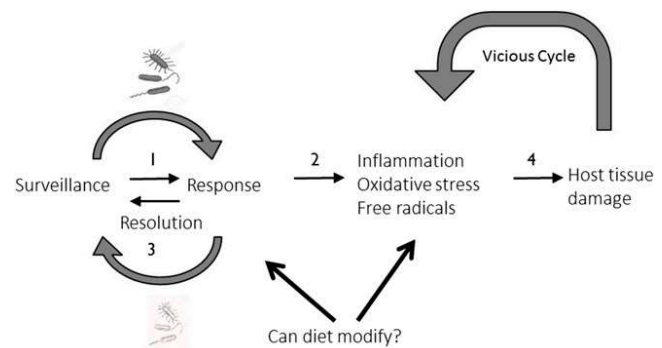 Vicious Cycle
1
2
4
Surveillance
Response
Inflammation
Oxidative stress
Free radicals
Host tissue
damage
Resolution
3
Can diet modify?